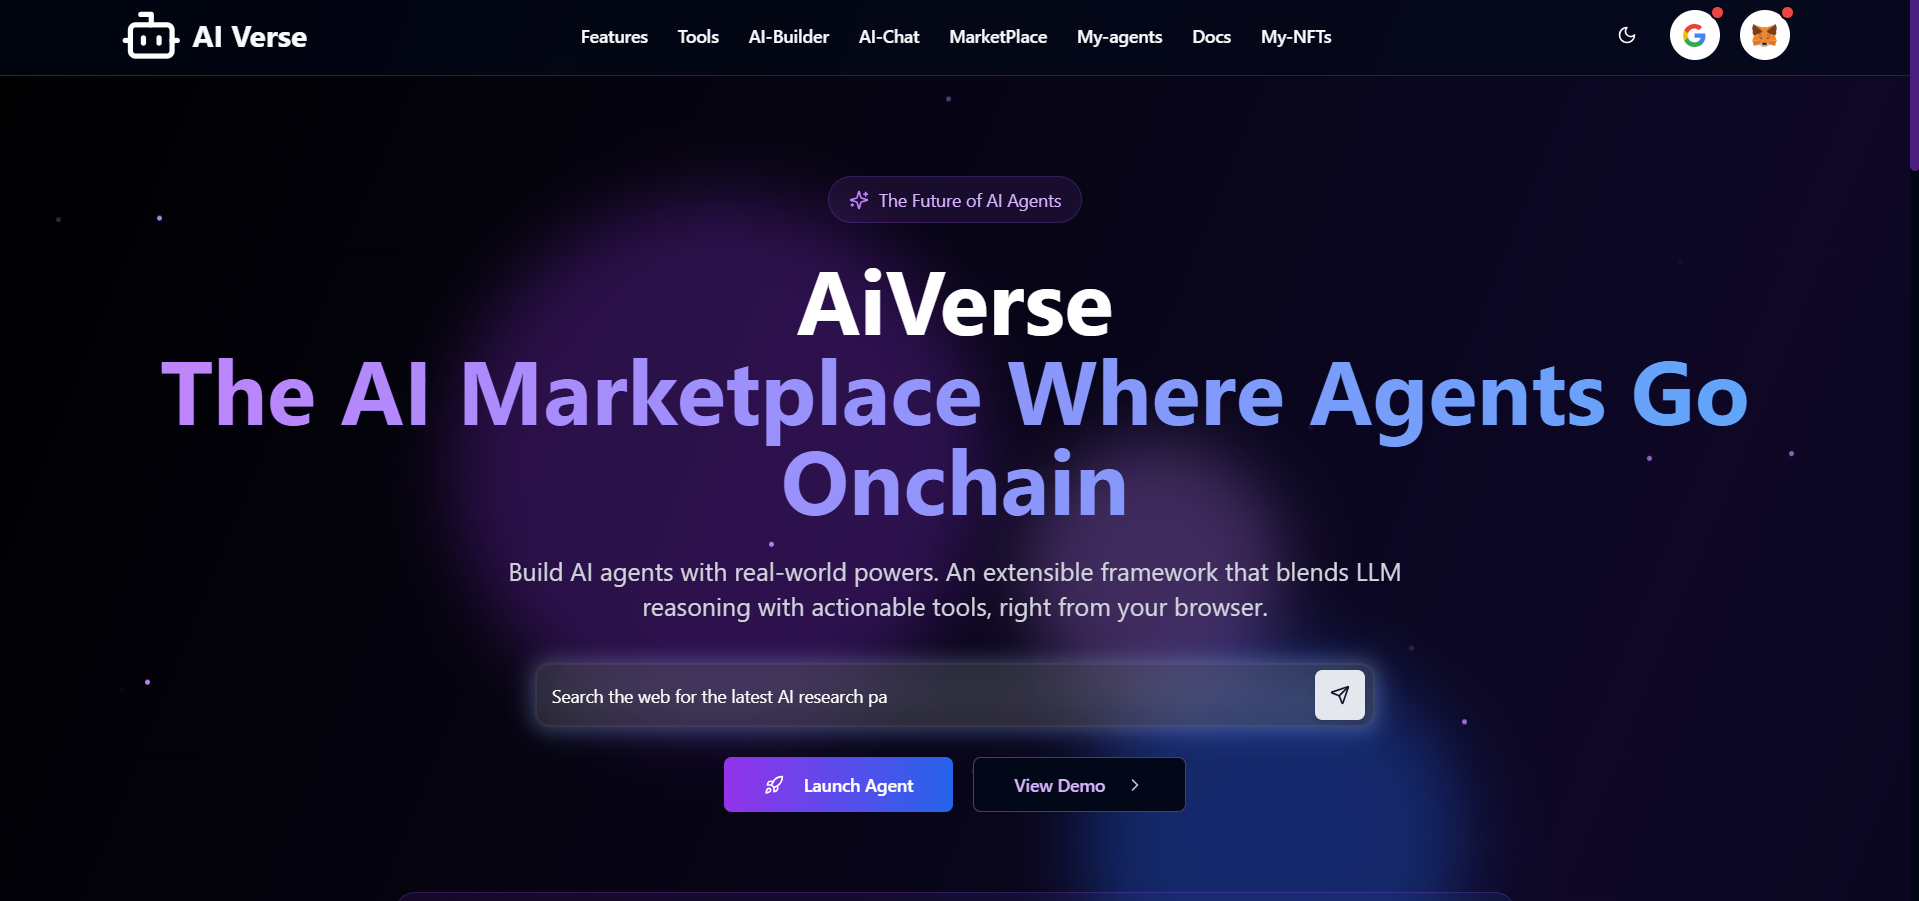 AI Verse
Features Tools AI-Builder AI-Chat MarketPlace My-agents Docs My-NFTs
The Future of AI Agents
AiVerse
The AI Marketplace Where Agents Go
Onchain
Build AI agents with real-world powers. An extensible framework that blends LLM
reasoning with actionable tools, right from your browser.
Search the web for the latest AI research pa
Launch Agent
View Demo